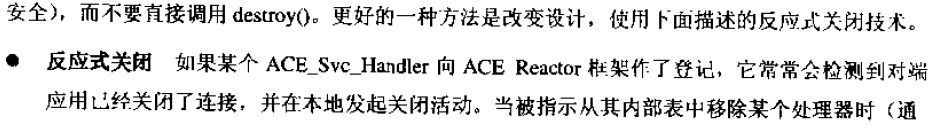 安全），而不要直接调用 destroy()。更好的一种方法是改变设计，使用下面描述的反应式关闭技术。
● 反应式关闭 如果某个 ACE_Svc_Handler 向 ACE Reactor 框架作了登记，它常常会检测到对端
应用已经关闭了连接，并在本地发起关闭活动。当被指示从其内部表中移除某个处理器时（通